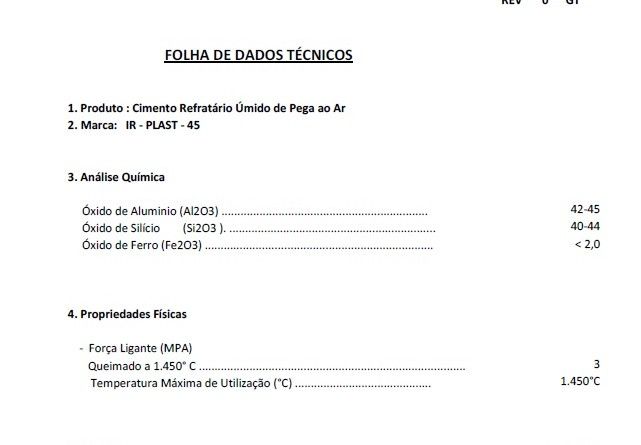 REV 0 GT
FOLHA DE DADOS TÉCNICOS
1. Produto : Cimento Refratário Úmido de Pega ao Ar
2. Marca: IR - PLAST - 45
3. Análise Química
Óxido de Aluminio (Al2O3) ................................................................. 42-45
Óxido de Silício (Si2O3 ). ................................................................. 40-44
Óxido de Ferro (Fe2O3) ........................................................................ < 2,0
4. Propriedades Físicas
- Força Ligante (MPA)
Queimado a 1.450° C .................................................................................... 3
Temperatura Máxima de Utilização (°C) ........................................... 1.450°C